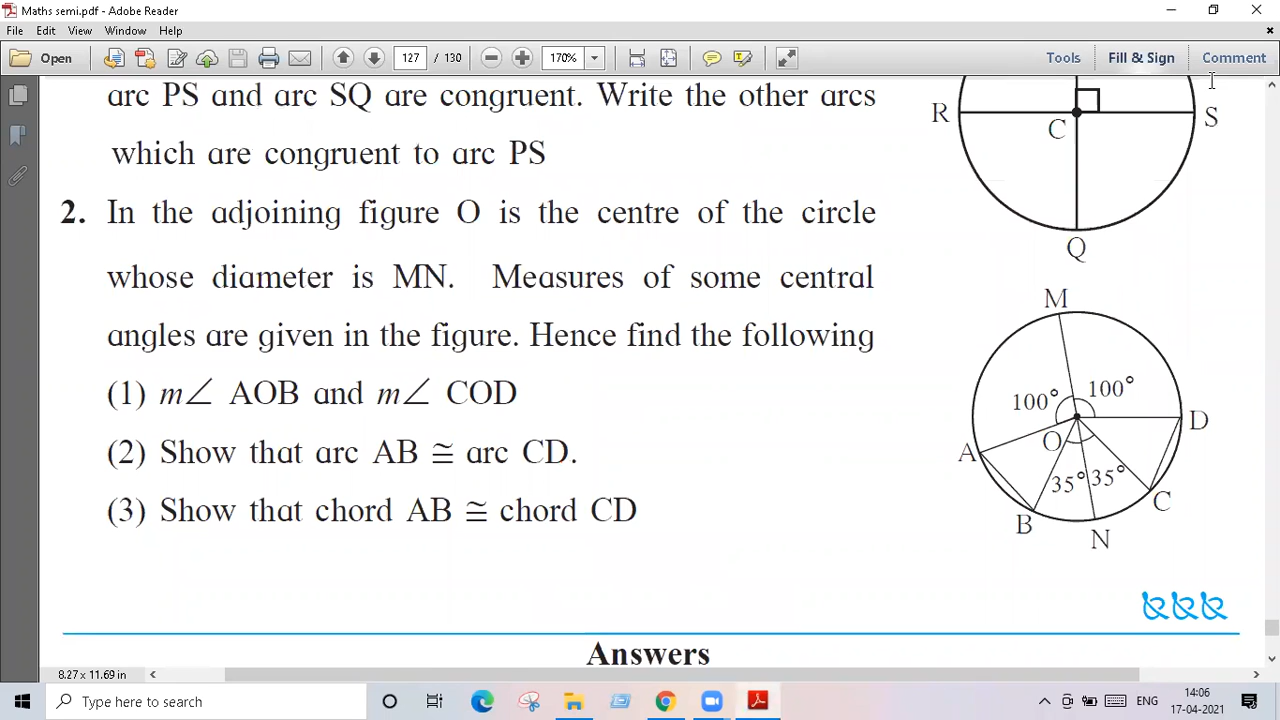 Maths semi.pdf - Adobe Reader
File Edit View Window Help
Open 127 / 130 170% Tools Fill & Sign Comment
arc PS and arc SQ are congruent. Write the other arcs
which are congruent to arc PS
R C S
Q
2. In the adjoining figure O is the centre of the circle
whose diameter is MN. Measures of some central
angles are given in the figure. Hence find the following
(1) m∠ AOB and m∠ COD
(2) Show that arc AB ≅ arc CD.
(3) Show that chord AB ≅ chord CD
M
100° 100°
A O D
35° 35°
B N C
Answers
8.27 x 11.69 in
Type here to search
ENG
14:06
17-04-2021